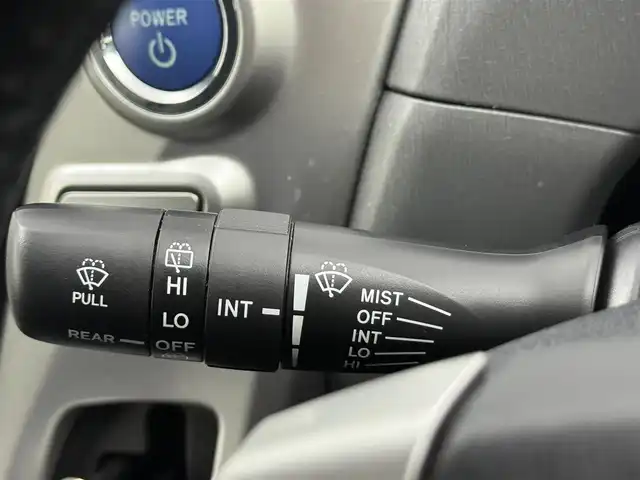 POWER
PULL
REAR
HI
LO
OFF
INT
MIST
OFF
INT
LO
HI